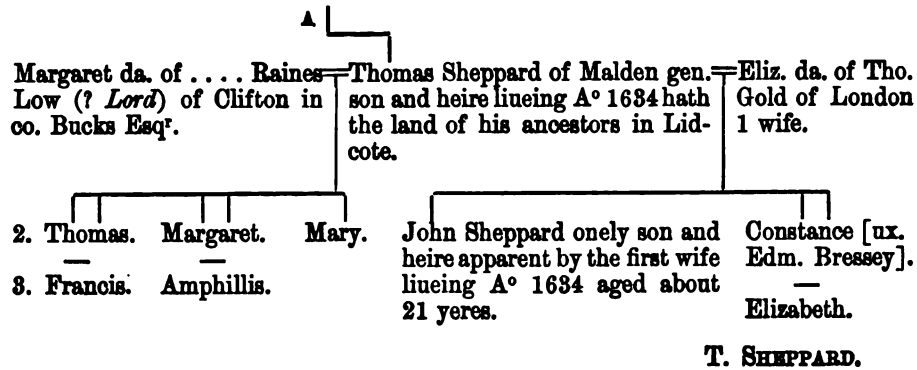 A
Margaret da. of .... Raines
Low (? Lord) of Clifton in
co. Bucks Esqr.
Thomas Sheppard of Malden gen.
son and heire liueing Ao 1634 hath
the land of his ancestors in Lid-
cote.
Eliz. da. of Tho.
Gold of London
1 wife.
2. Thomas.
3. Francis.
Margaret.
Amphillis.
Mary.
John Sheppard onely son and
heire apparent by the first wife
liueing Ao 1634 aged about
21 yeres.
Constance [ux.
Edm. Bressey].
Elizabeth.
T. Sheppard.